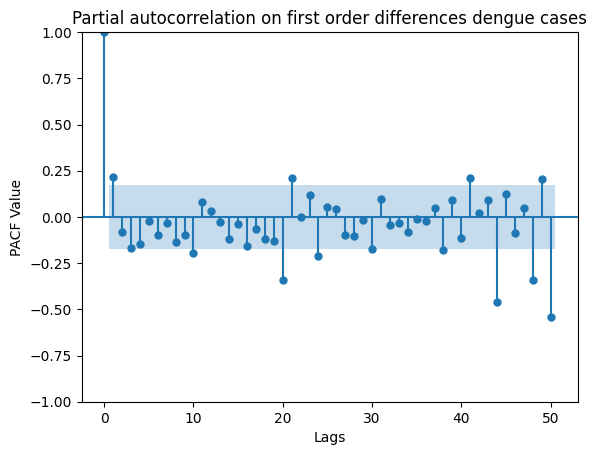 Partial autocorrelation on first order differences dengue cases
1.00
0.75
0.50
0.25
0.00
−0.25
−0.50
−0.75
−1.00
PACF Value
0 10 20 30 40 50
Lags